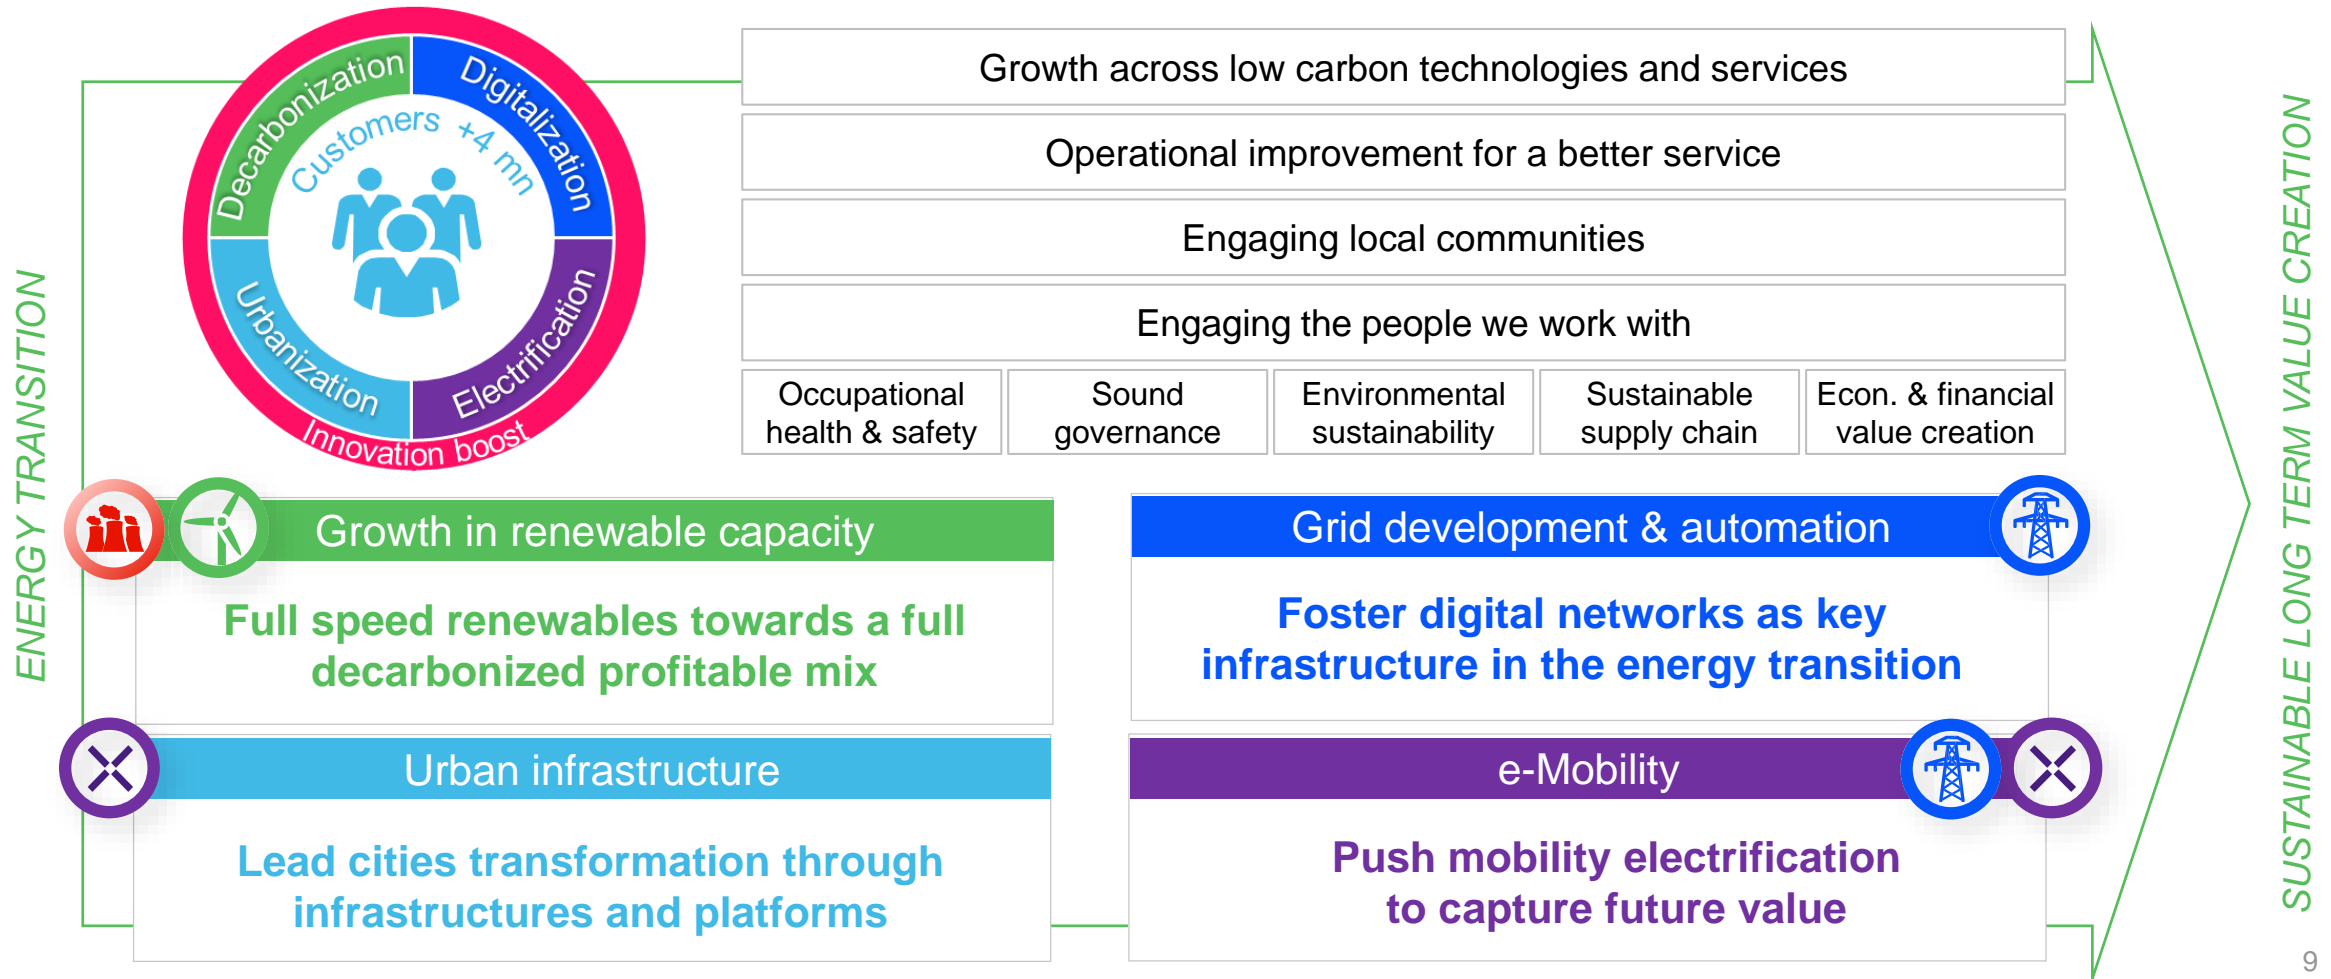 ENERGY TRANSITION
Decarbonization
Digitalization
Customers +4 mn
Urbanization
Electrification
Innovation boost
Growth across low carbon technologies and services
Operational improvement for a better service
Engaging local communities
Engaging the people we work with
Occupational
health & safety
Sound
governance
Environmental
sustainability
Sustainable
supply chain
Econ. & financial
value creation
Growth in renewable capacity
Full speed renewables towards a full
decarbonized profitable mix
Grid development & automation
Foster digital networks as key
infrastructure in the energy transition
Urban infrastructure
Lead cities transformation through
infrastructures and platforms
e-Mobility
Push mobility electrification
to capture future value
SUSTAINABLE LONG TERM VALUE CREATION
9